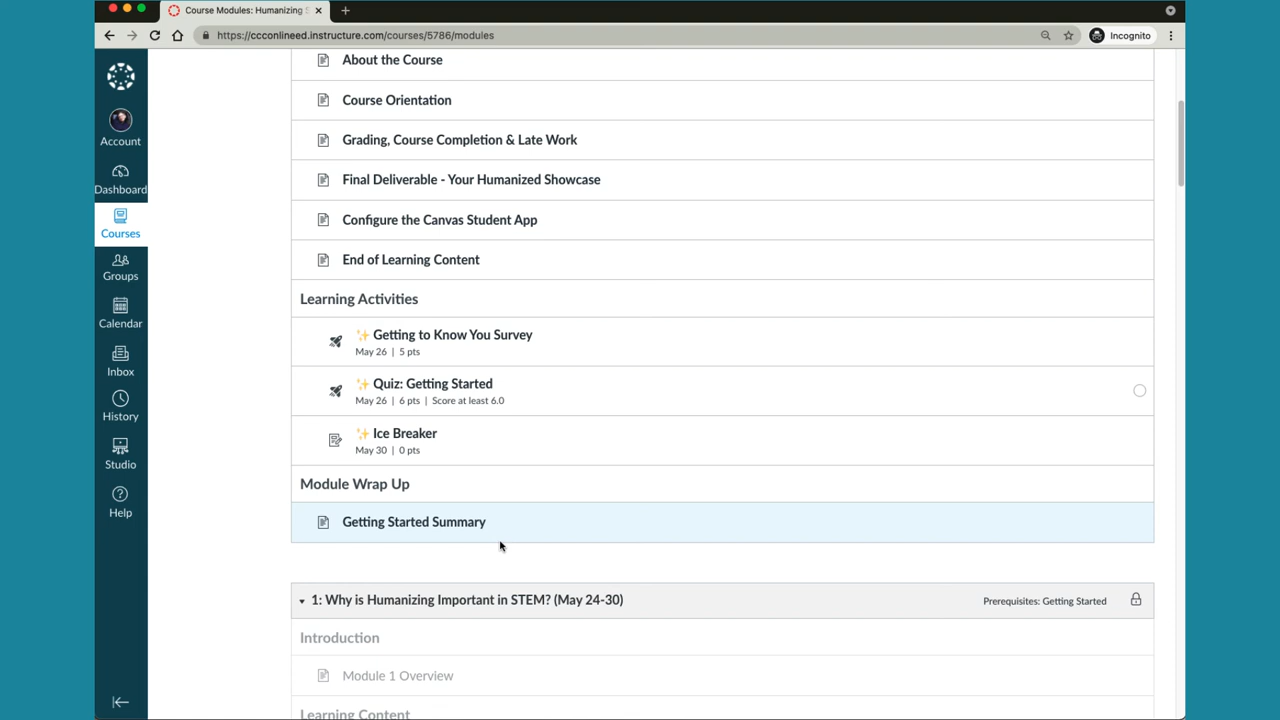 Course Modules: Humanizing S
https://ccconlineed.instructure.com/courses/5786/modules
Incognito
Account
Dashboard
Courses
Groups
Calendar
Inbox
History
Studio
Help
About the Course
Course Orientation
Grading, Course Completion & Late Work
Final Deliverable - Your Humanized Showcase
Configure the Canvas Student App
End of Learning Content
Learning Activities
✨ Getting to Know You Survey
May 26 | 5 pts
✨ Quiz: Getting Started
May 26 | 6 pts | Score at least 6.0
✨ Ice Breaker
May 30 | 0 pts
Module Wrap Up
Getting Started Summary
1: Why is Humanizing Important in STEM? (May 24-30)
Prerequisites: Getting Started
Introduction
Module 1 Overview
Learning Content